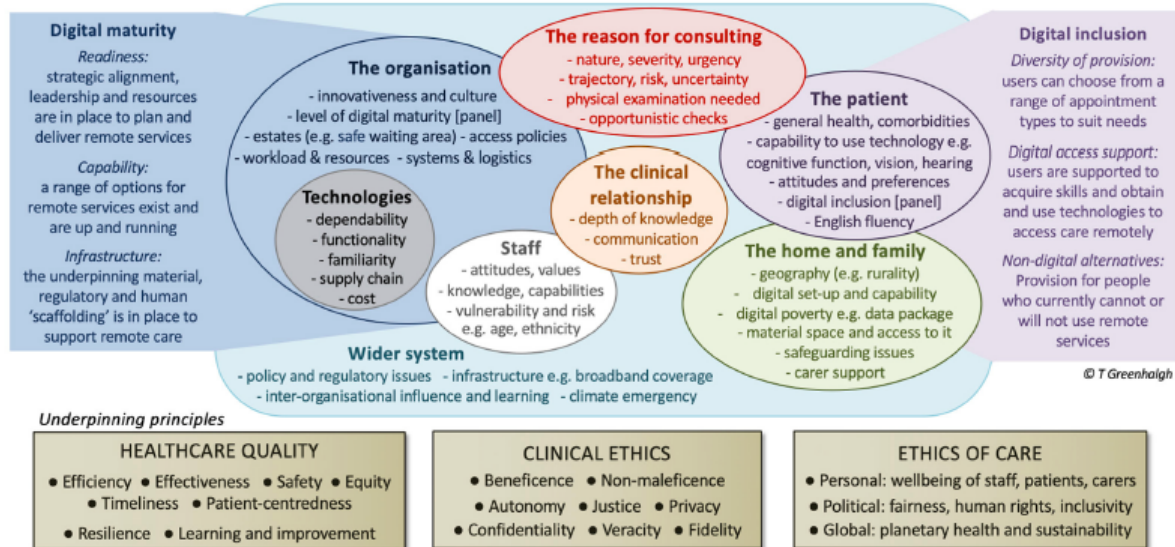 Digital maturity
Readiness:
strategic alignment,
leadership and resources
are in place to plan and
deliver remote services
Capability:
a range of options for
remote services exist and
are up and running
Infrastructure:
the underpinning material,
regulatory and human
‘scaffolding’ is in place to
support remote care
The organisation
- innovativeness and culture
- level of digital maturity [panel]
- estates (e.g. safe waiting area) - access policies
- workload & resources - systems & logistics
Technologies
- dependability
- functionality
- familiarity
- supply chain
- cost
Staff
- attitudes, values
- knowledge, capabilities
- vulnerability and risk
e.g. age, ethnicity
The reason for consulting
- nature, severity, urgency
- trajectory, risk, uncertainty
- physical examination needed
- opportunistic checks
The clinical
relationship
- depth of knowledge
- communication
- trust
The patient
- general health, comorbidities
- capability to use technology e.g.
cognitive function, vision, hearing
- attitudes and preferences
- digital inclusion [panel]
- English fluency
The home and family
- geography (e.g. rurality)
- digital set-up and capability
- digital poverty e.g. data package
- material space and access to it
- safeguarding issues
- carer support
Wider system
- policy and regulatory issues - infrastructure e.g. broadband coverage
- inter-organisational influence and learning - climate emergency
Digital inclusion
Diversity of provision:
users can choose from a
range of appointment
types to suit needs
Digital access support:
users are supported to
acquire skills and obtain
and use technologies to
access care remotely
Non-digital alternatives:
Provision for people
who currently cannot or
will not use remote
services
© T Greenhalgh
Underpinning principles
HEALTHCARE QUALITY
● Efficiency ● Effectiveness ● Safety ● Equity
● Timeliness ● Patient-centredness
● Resilience ● Learning and improvement
CLINICAL ETHICS
● Beneficence ● Non-maleficence
● Autonomy ● Justice ● Privacy
● Confidentiality ● Veracity ● Fidelity
ETHICS OF CARE
● Personal: wellbeing of staff, patients, carers
● Political: fairness, human rights, inclusivity
● Global: planetary health and sustainability